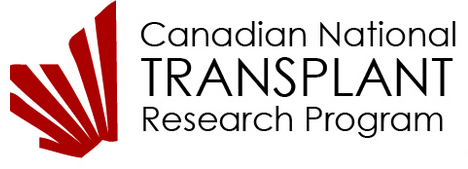 Canadian National
TRANSPLANT
Research Program